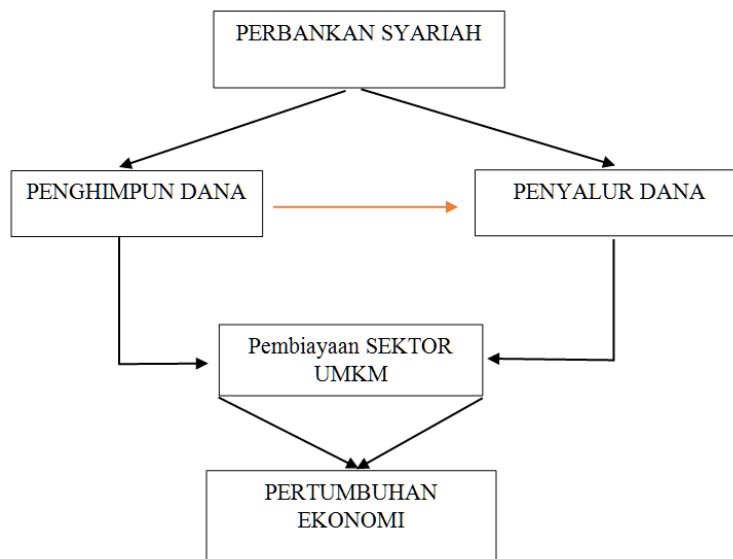 PERBANKAN SYARIAH
PENGHIMPUN DANA
PENYALUR DANA
Pembiayaan SEKTOR
UMKM
PERTUMBUHAN
EKONOMI